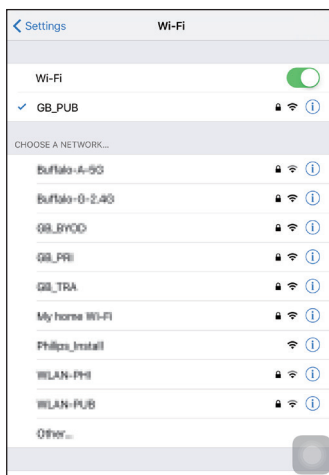 Settings
Wi-Fi
Wi-Fi
GB_PUB
CHOOSE A NETWORK...
Buffalo-A-5G
Buffalo-G-2.4G
GB_BYOD
GB_PRI
GB_TRA
My home Wi-Fi
Philips_Install
WLAN-PHI
WLAN-PUB
Other...